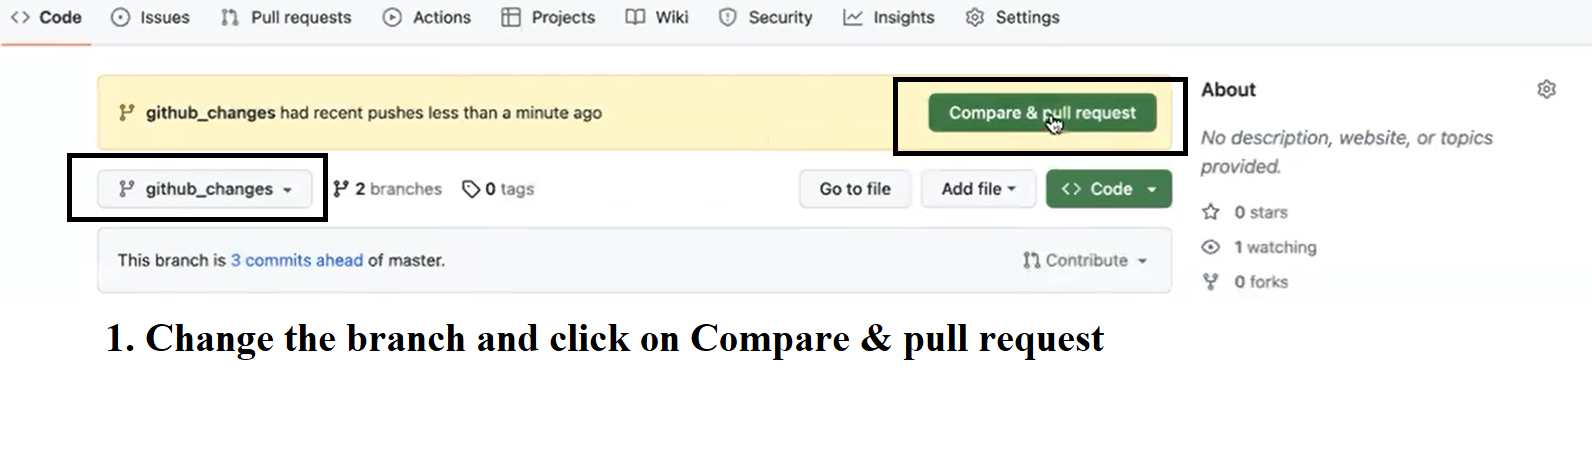 Code Issues Pull requests Actions Projects Wiki Security Insights Settings
github_changes had recent pushes less than a minute ago Compare & pull request
github_changes 2 branches 0 tags Go to file Add file Code
This branch is 3 commits ahead of master. Contribute
About
No description, website, or topics
provided.
0 stars
1 watching
0 forks
1. Change the branch and click on Compare & pull request